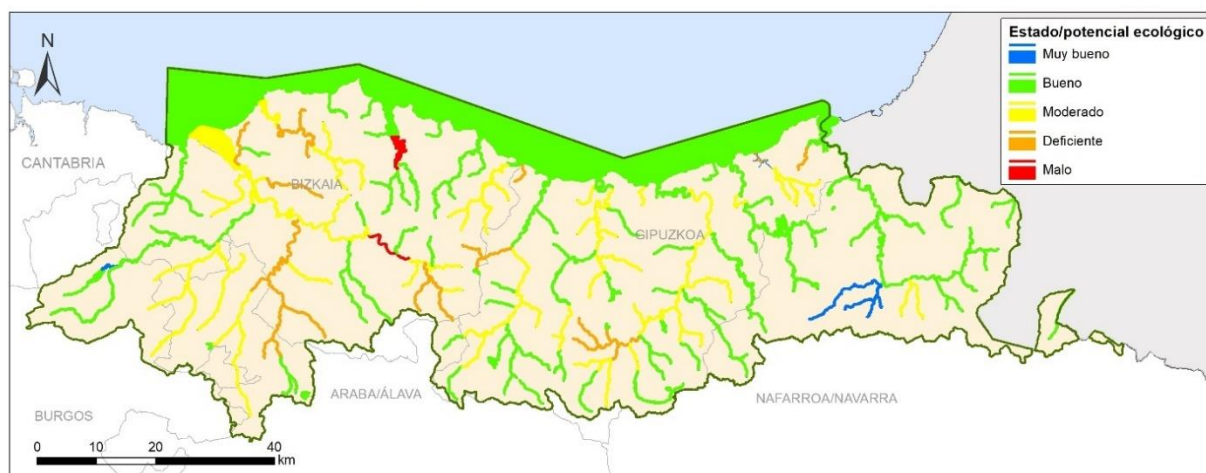 N
Estado/potencial ecológico
Muy bueno
Bueno
Moderado
Deficiente
Malo
CANTABRIA
BIZKAIA
GIPUZKOA
ARABA/ÁLAVA
NAFARROA/NAVARRA
BURGOS
0 10 20 40
km